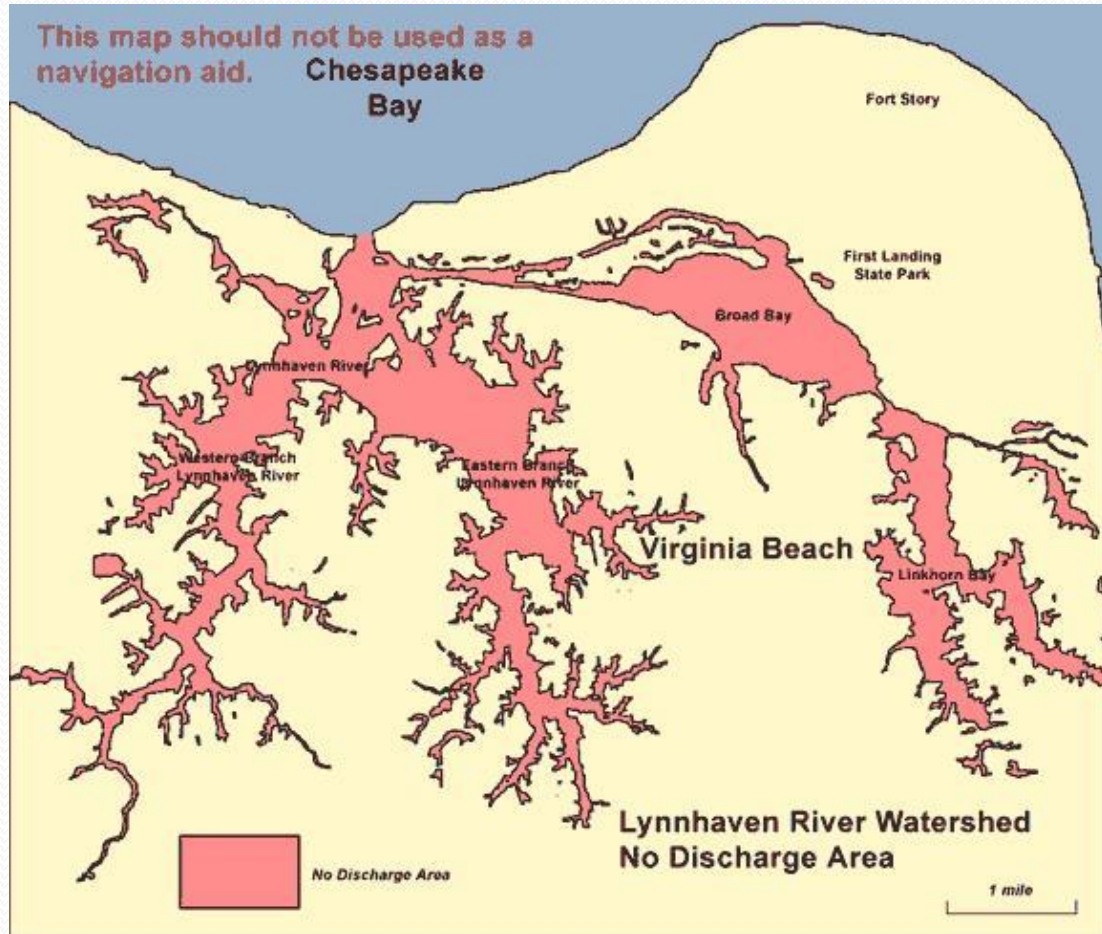 This map should not be used as a
navigation aid.
Chesapeake
Bay
Fort Story
First Landing
State Park
Broad Bay
Lynnhaven River
Western Branch
Lynnhaven River
Eastern Branch
Lynnhaven River
Virginia Beach
Linkhorn Bay
Lynnhaven River Watershed
No Discharge Area
No Discharge Area
1 mile